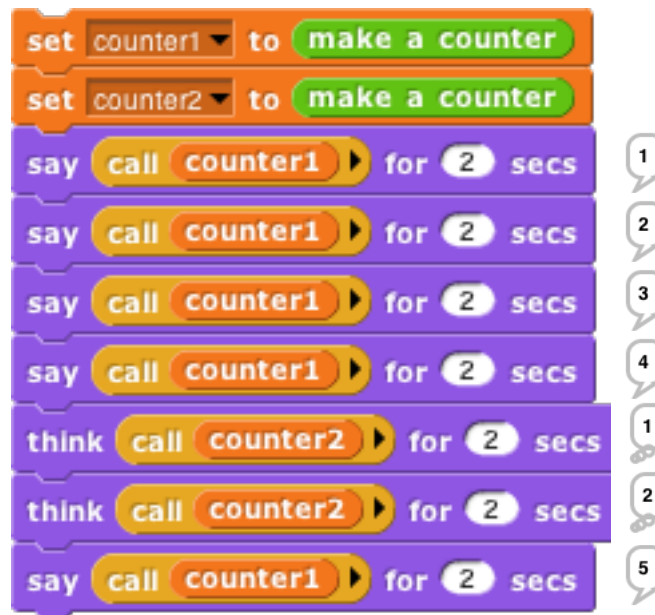 set counter1 to make a counter
set counter2 to make a counter
say call counter1 for 2 secs 1
say call counter1 for 2 secs 2
say call counter1 for 2 secs 3
say call counter1 for 2 secs 4
think call counter2 for 2 secs 1
think call counter2 for 2 secs 2
say call counter1 for 2 secs 5